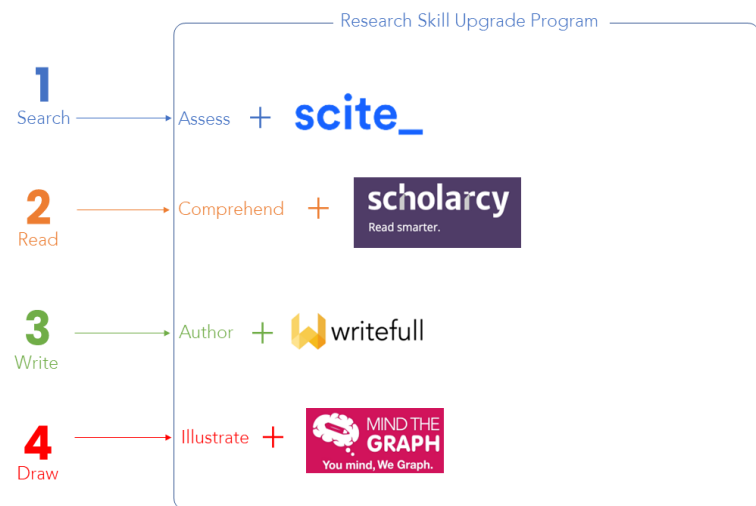 Research Skill Upgrade Program
1
Search
Assess + scite_
2
Read
Comprehend + scholarcy
Read smarter.
3
Write
Author + writefull
4
Draw
Illustrate + MIND THE
GRAPH
You mind, We Graph.